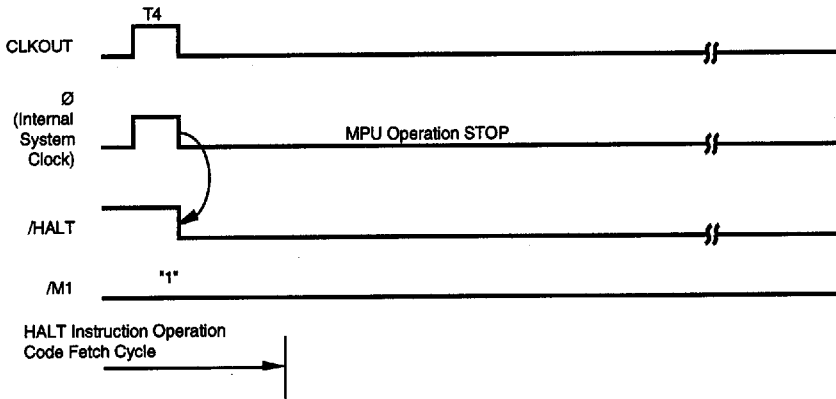 T4
CLKOUT
Ø
(Internal
System
Clock)
MPU Operation STOP
/HALT
"1"
/M1
HALT Instruction Operation
Code Fetch Cycle